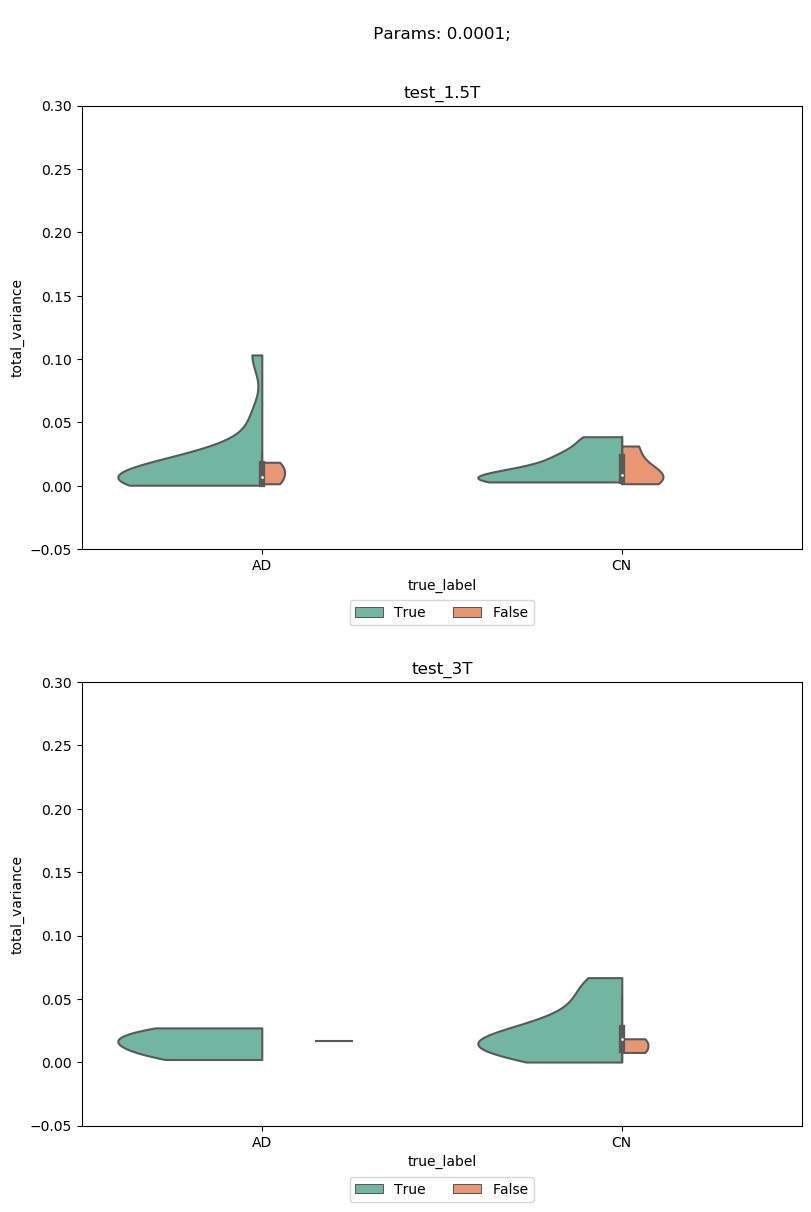 Params: 0.0001;
test_1.5T
0.30
0.25
0.20
0.15
0.10
0.05
0.00
−0.05
total_variance
AD CN
true_label
True False
test_3T
0.30
0.25
0.20
0.15
0.10
0.05
0.00
−0.05
total_variance
AD CN
true_label
True False